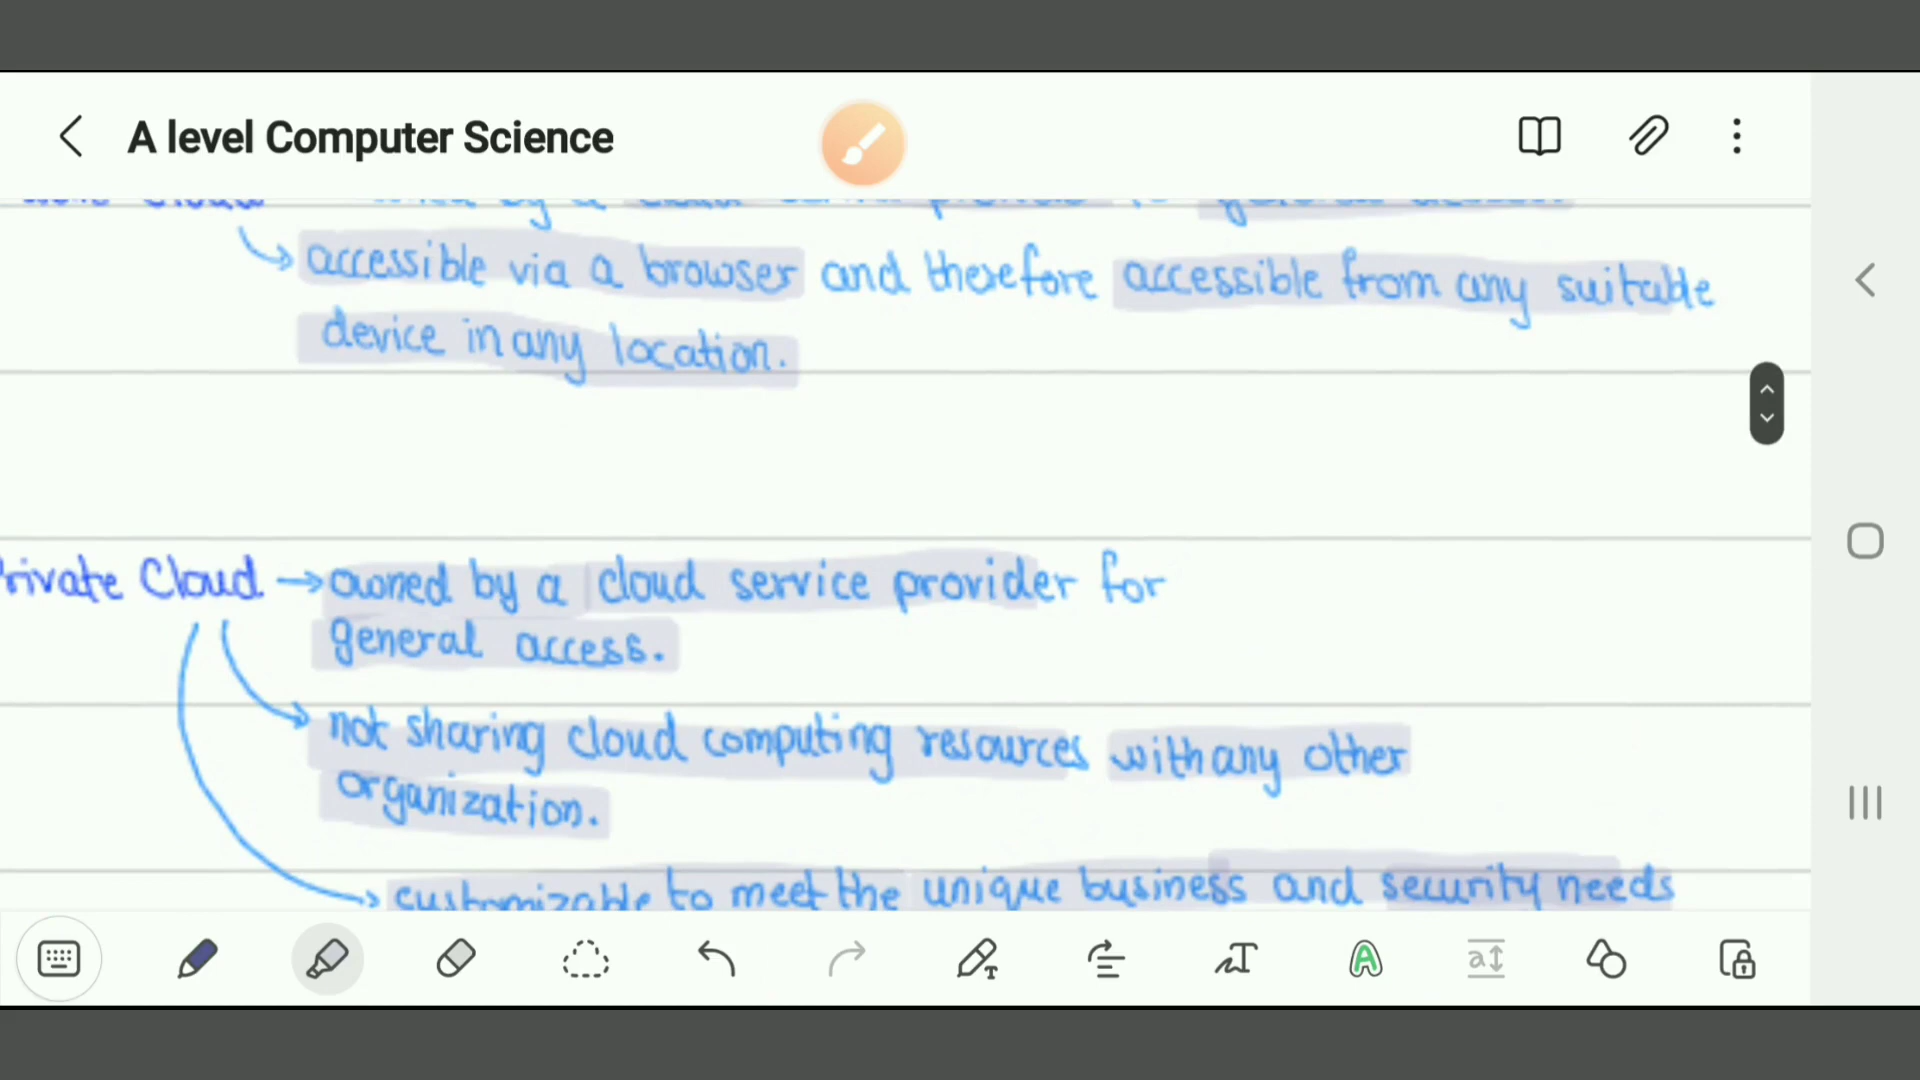 A level Computer Science
accessible via a browser and therefore accessible from any suitable
device in any location.
Private Cloud → owned by a cloud service provider for
general access.
not sharing cloud computing resources with any other
organization.
customizable to meet the unique business and security needs